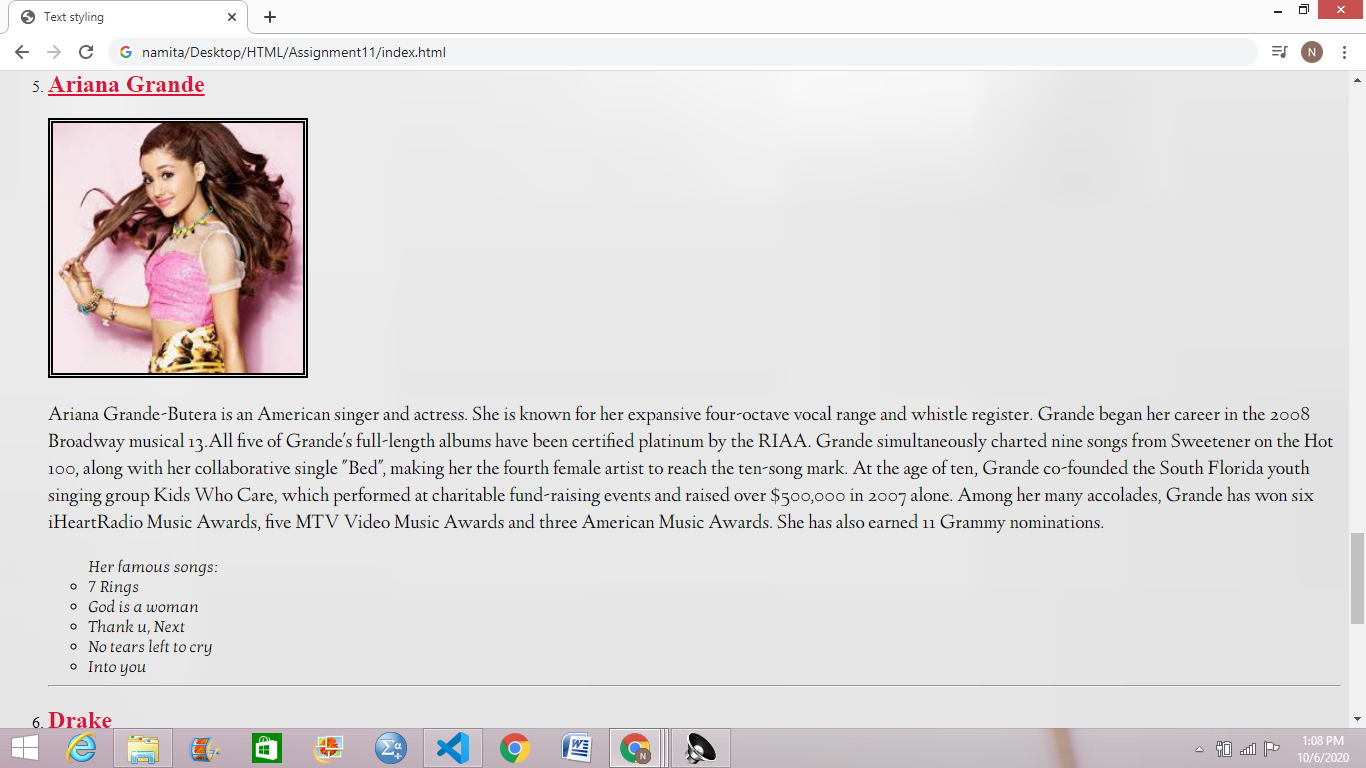 Text styling
namita/Desktop/HTML/Assignment11/index.html
N
5. Ariana Grande
Ariana Grande-Butera is an American singer and actress. She is known for her expansive four-octave vocal range and whistle register. Grande began her career in the 2008
Broadway musical 13.All five of Grande's full-length albums have been certified platinum by the RIAA. Grande simultaneously charted nine songs from Sweetener on the Hot
100, along with her collaborative single "Bed", making her the fourth female artist to reach the ten-song mark. At the age of ten, Grande co-founded the South Florida youth
singing group Kids Who Care, which performed at charitable fund-raising events and raised over $500,000 in 2007 alone. Among her many accolades, Grande has won six
iHeartRadio Music Awards, five MTV Video Music Awards and three American Music Awards. She has also earned 11 Grammy nominations.
Her famous songs:
7 Rings
God is a woman
Thank u, Next
No tears left to cry
Into you
6. Drake
N
1:08 PM
10/6/2020